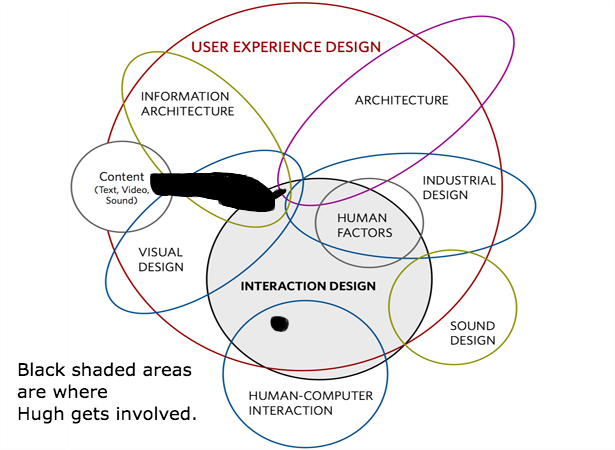 USER EXPERIENCE DESIGN
INFORMATION
ARCHITECTURE
ARCHITECTURE
Content
(Text, Video,
Sound)
INDUSTRIAL
DESIGN
HUMAN
FACTORS
VISUAL
DESIGN
INTERACTION DESIGN
SOUND
DESIGN
HUMAN-COMPUTER
INTERACTION
Black shaded areas
are where
Hugh gets involved.